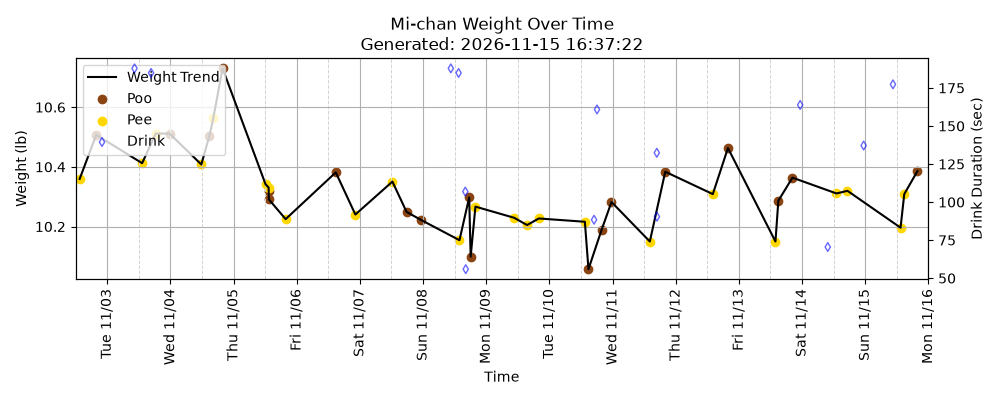 Mi-chan Weight Over Time
Generated: 2026-11-15 16:37:22
Weight (lb)
10.6
10.4
10.2
Weight Trend
Poo
Pee
Drink
175
150
125
100
75
50
Drink Duration (sec)
Tue 11/03
Wed 11/04
Thu 11/05
Fri 11/06
Sat 11/07
Sun 11/08
Mon 11/09
Tue 11/10
Wed 11/11
Thu 11/12
Fri 11/13
Sat 11/14
Sun 11/15
Mon 11/16
Time